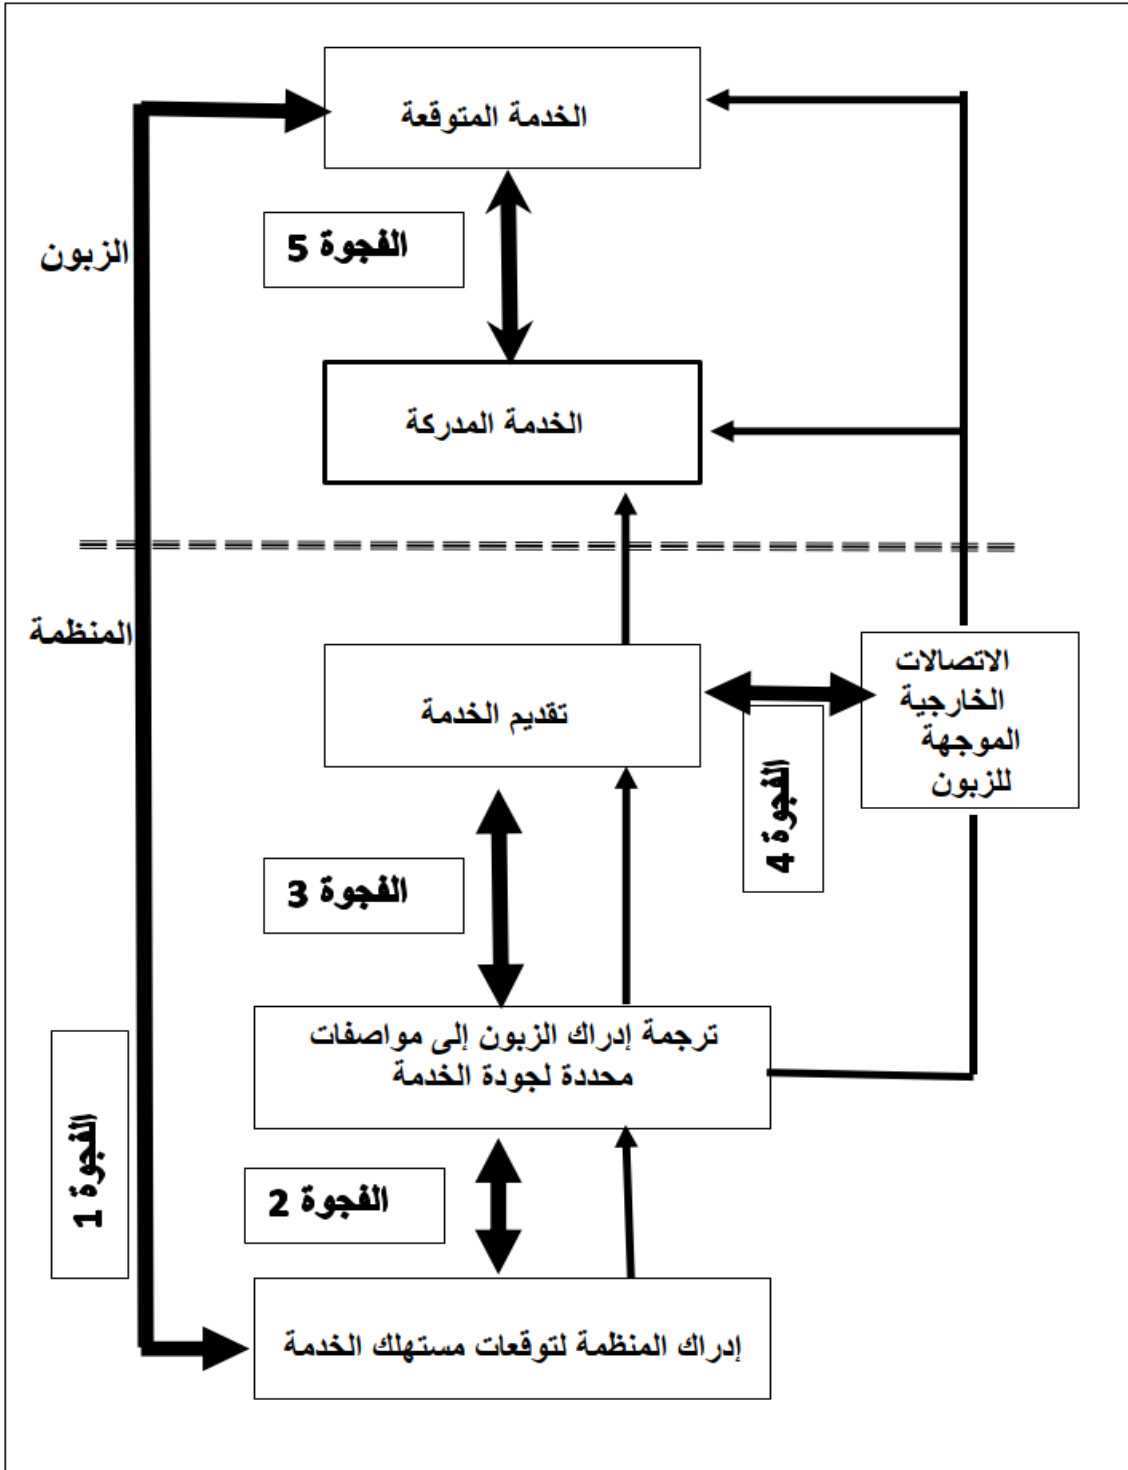 الخدمة المتوقعة
الفجوة 5
الزبون
الخدمة المدركة
المنظمة
تقديم الخدمة
الاتصالات
الخارجية
الموجهة
للزبون
الفجوة 4
الفجوة 3
ترجمة إدراك الزبون إلى مواصفات
محددة لجودة الخدمة
الفجوة 1
الفجوة 2
إدراك المنظمة لتوقعات مستهلك الخدمة